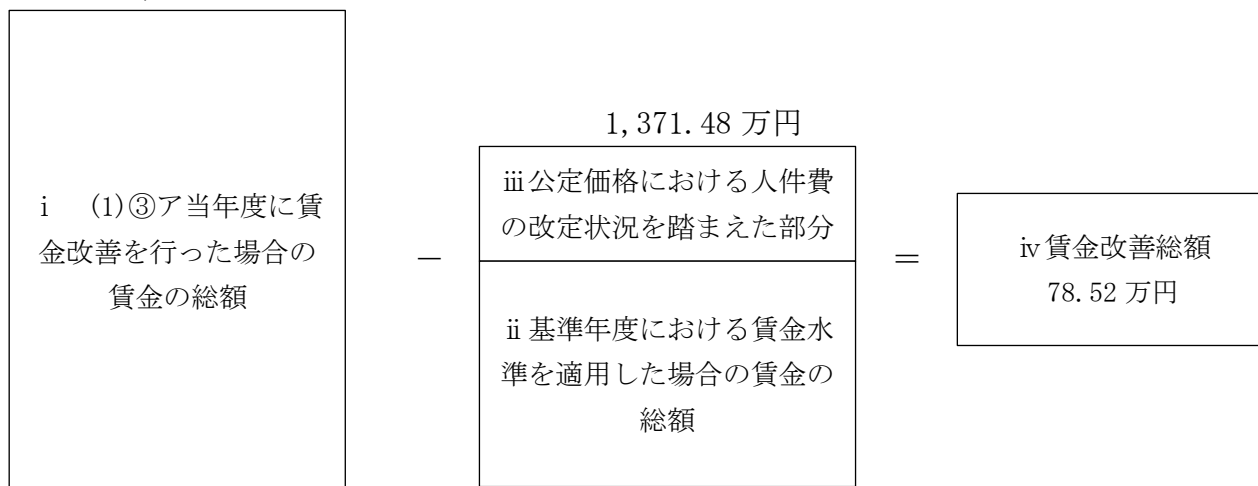 1,371.48 万円
ⅰ (1)③ア当年度に賃
金改善を行った場合の
賃金の総額
－
ⅲ公定価格における人件費
の改定状況を踏まえた部分
ⅱ基準年度における賃金水
準を適用した場合の賃金の
総額
＝
ⅳ賃金改善総額
78.52 万円